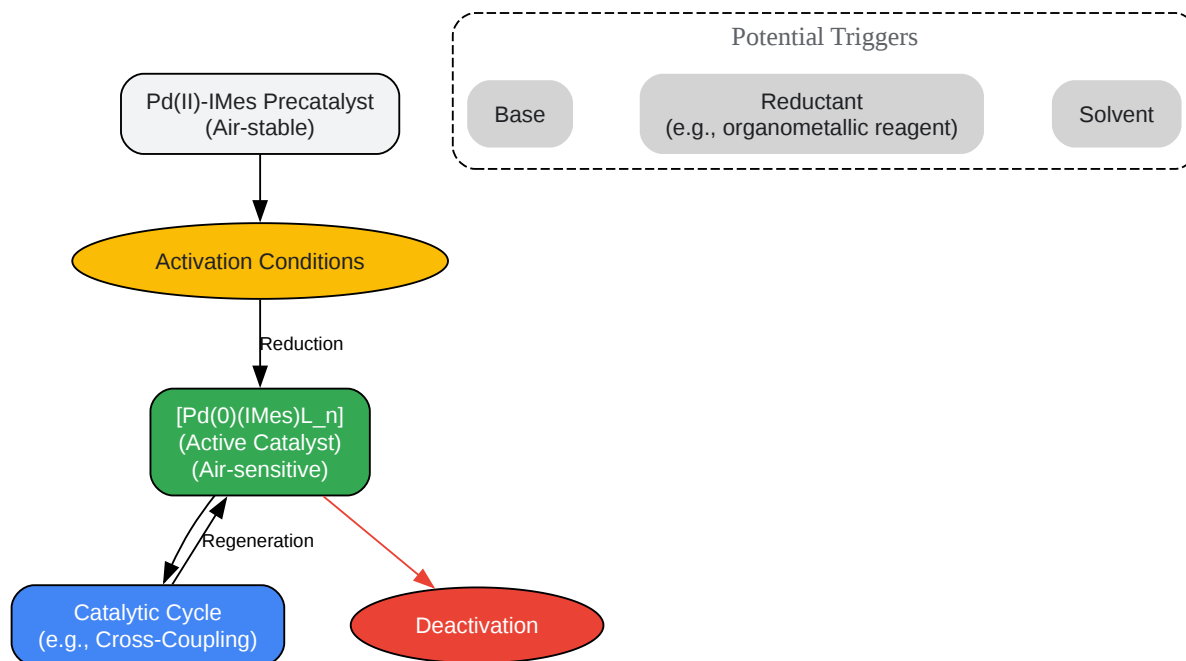 Potential Triggers
Pd(II)-IMes Precatalyst
(Air-stable)
Base
Reductant
(e.g., organometallic reagent)
Solvent
Activation Conditions
Reduction
[Pd(0)(IMes)L_n]
(Active Catalyst)
(Air-sensitive)
Regeneration
Catalytic Cycle
(e.g., Cross-Coupling)
Deactivation